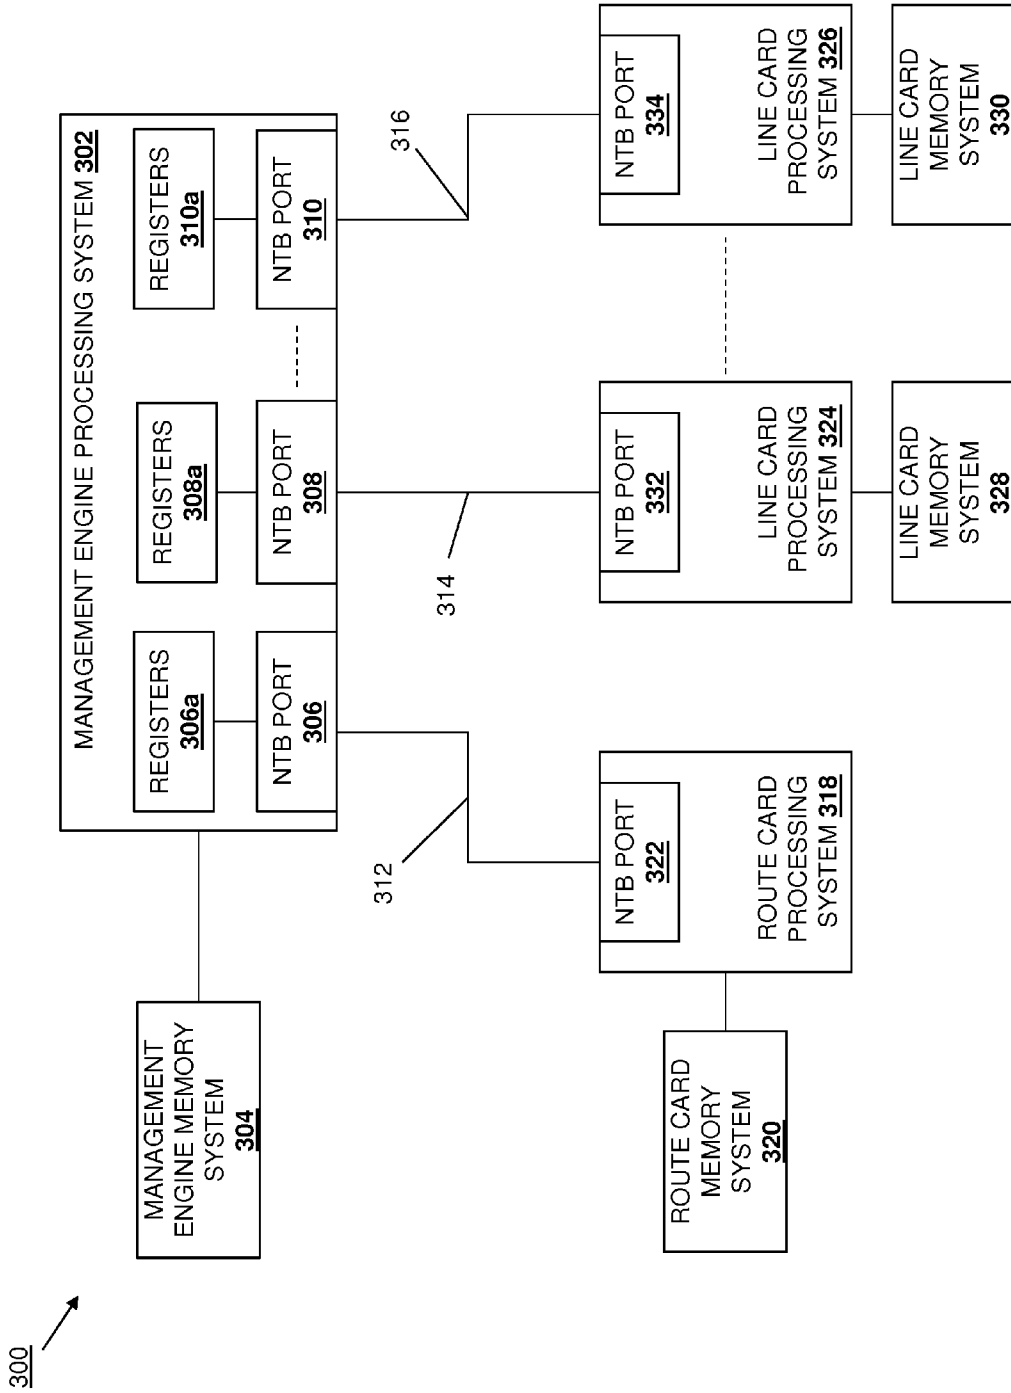 300
MANAGEMENT
ENGINE MEMORY
SYSTEM
304
MANAGEMENT ENGINE PROCESSING SYSTEM 302
REGISTERS
306a
REGISTERS
308a
REGISTERS
310a
NTB PORT
306
NTB PORT
308
NTB PORT
310
312
314
316
ROUTE CARD
MEMORY
SYSTEM
320
NTB PORT
322
ROUTE CARD
PROCESSING
SYSTEM 318
NTB PORT
332
LINE CARD
PROCESSING
SYSTEM 324
NTB PORT
334
LINE CARD
PROCESSING
SYSTEM 326
LINE CARD
MEMORY
SYSTEM
328
LINE CARD
MEMORY
SYSTEM
330